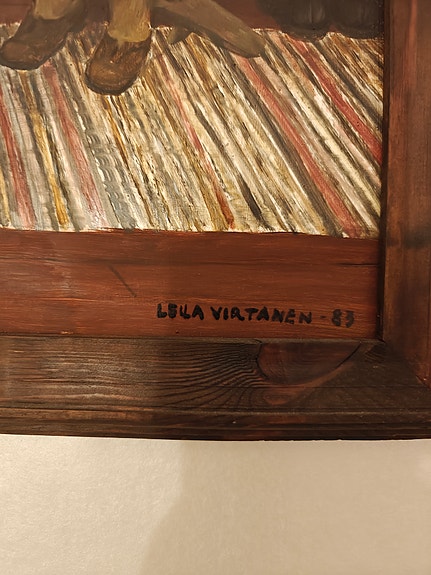 LEILA VIRTANEN - 83